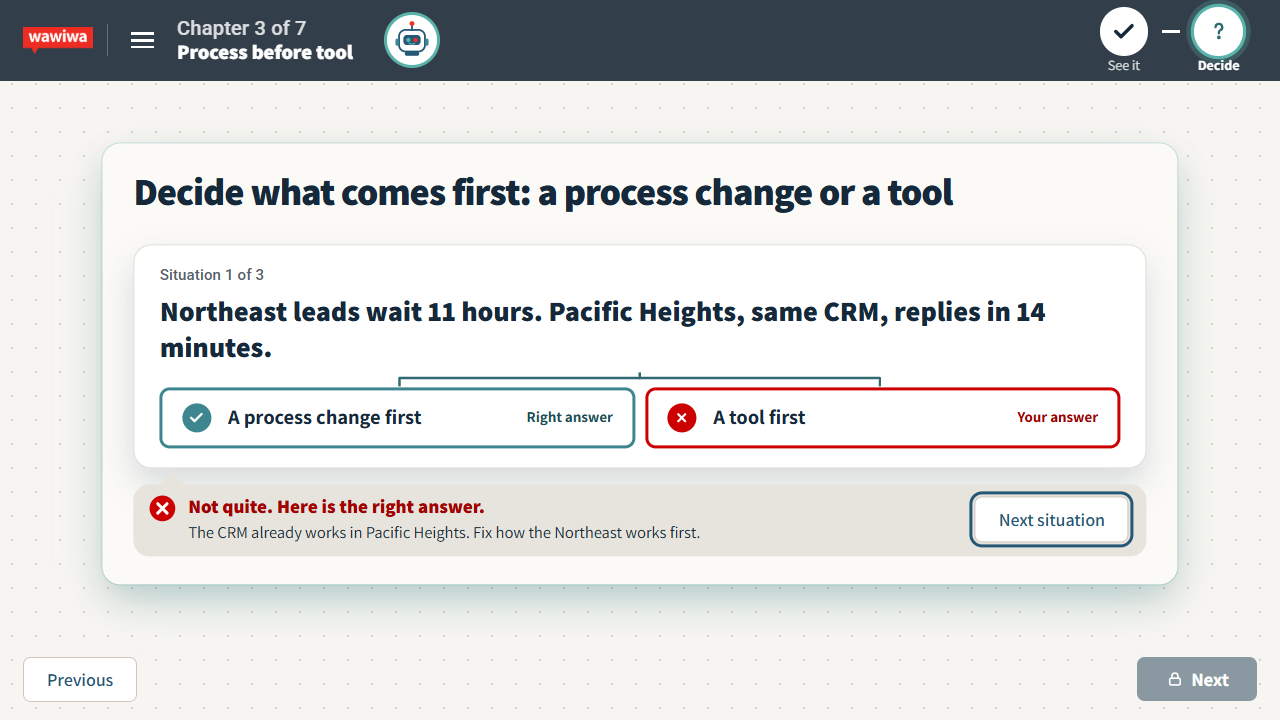 wawiwa
Chapter 3 of 7
Process before tool
See it
?
Decide
Decide what comes first: a process change or a tool
Situation 1 of 3
Northeast leads wait 11 hours. Pacific Heights, same CRM, replies in 14
minutes.
A process change first
Right answer
A tool first
Your answer
Not quite. Here is the right answer.
The CRM already works in Pacific Heights. Fix how the Northeast works first.
Next situation
Previous
Next